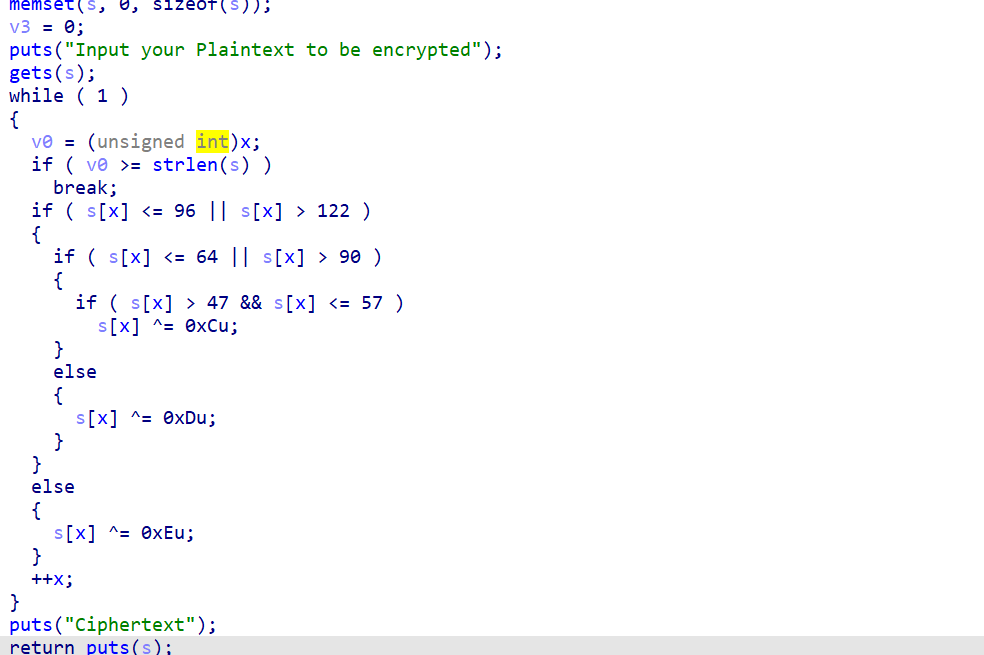 memset(s, 0, sizeof(s));
v3 = 0;
puts("Input your Plaintext to be encrypted");
gets(s);
while ( 1 )
{
v0 = (unsigned int)x;
if ( v0 >= strlen(s) )
break;
if ( s[x] <= 96 || s[x] > 122 )
{
if ( s[x] <= 64 || s[x] > 90 )
{
if ( s[x] > 47 && s[x] <= 57 )
s[x] ^= 0xCu;
}
else
{
s[x] ^= 0xDu;
}
}
else
{
s[x] ^= 0xEu;
}
++x;
}
puts("Ciphertext");
return puts(s);